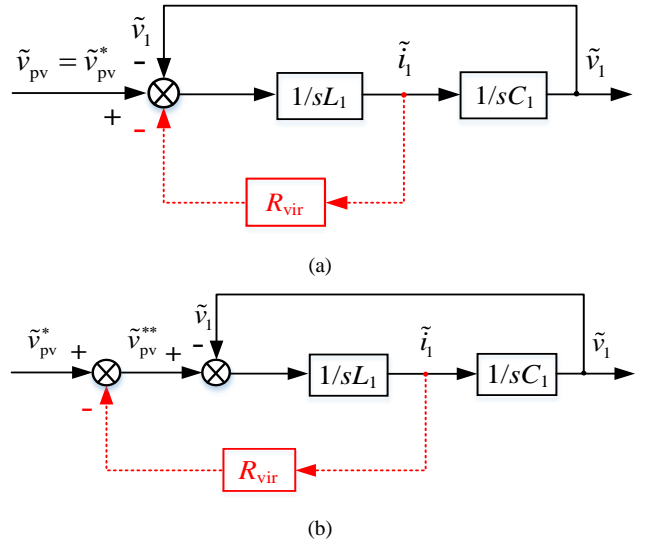 ṽ₁
ĩ₁
ṽ₁
ṽpv = ṽ*pv
-
+
-
1/sL₁
1/sC₁
Rvir
(a)
ṽ₁
ĩ₁
ṽ₁
ṽ*pv
+
ṽ**pv
+
-
-
1/sL₁
1/sC₁
Rvir
(b)